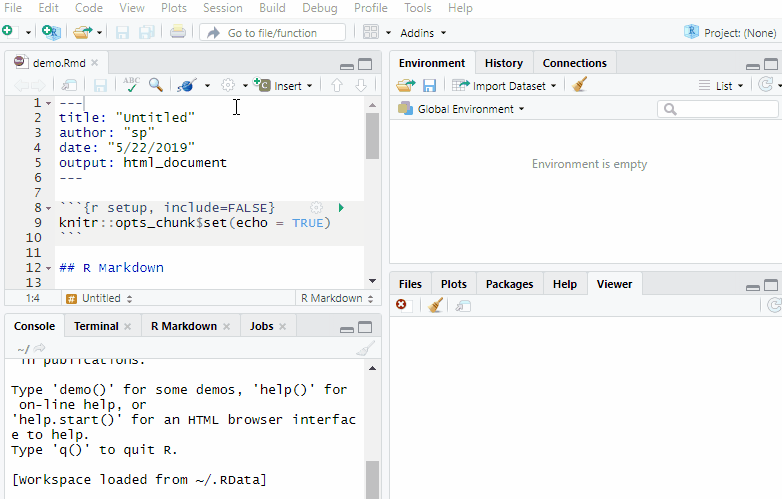 File Edit Code View Plots Session Build Debug Profile Tools Help
Go to file/function Addins Project: (None)
demo.Rmd
ABC Insert
1 ---
2 title: "Untitled"
3 author: "sp"
4 date: "5/22/2019"
5 output: html_document
6 ---
7
8 ```{r setup, include=FALSE}
9 knitr::opts_chunk$set(echo = TRUE)
10 ```
11
12 ## R Markdown
13
1:4 # Untitled R Markdown
Console Terminal R Markdown Jobs
~/
in publications.
Type 'demo()' for some demos, 'help()' for
on-line help, or
'help.start()' for an HTML browser interfac
e to help.
Type 'q()' to quit R.
[Workspace loaded from ~/.RData]
Environment History Connections
Import Dataset List
Global Environment
Environment is empty
Files Plots Packages Help Viewer